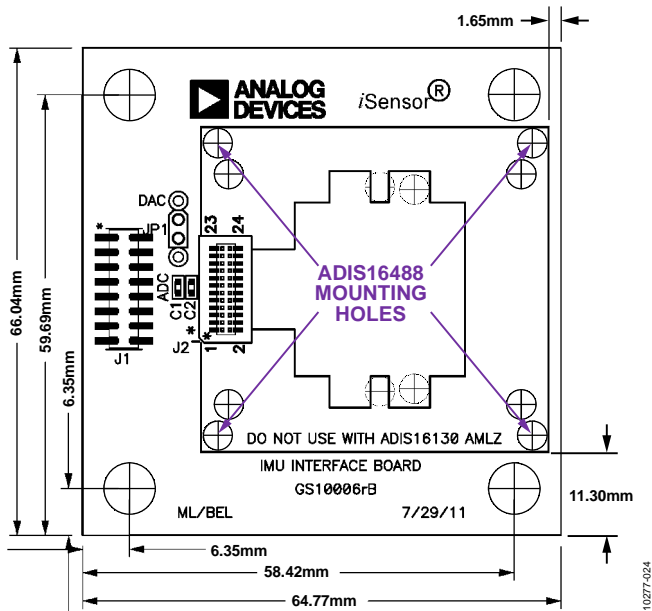 1.65mm
ANALOG
DEVICES
iSensor®
DAC
JP1
23 24
*
ADC
C1
C2
*
*
J2
1
2
J1
ADIS16488
MOUNTING
HOLES
66.04mm
59.69mm
6.35mm
DO NOT USE WITH ADIS16130 AMLZ
IMU INTERFACE BOARD
GS10006rB
ML/BEL
7/29/11
11.30mm
6.35mm
58.42mm
64.77mm
10277-024